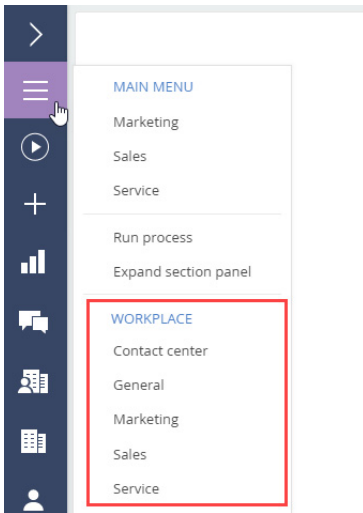 MAIN MENU
Marketing
Sales
Service
Run process
Expand section panel
WORKPLACE
Contact center
General
Marketing
Sales
Service